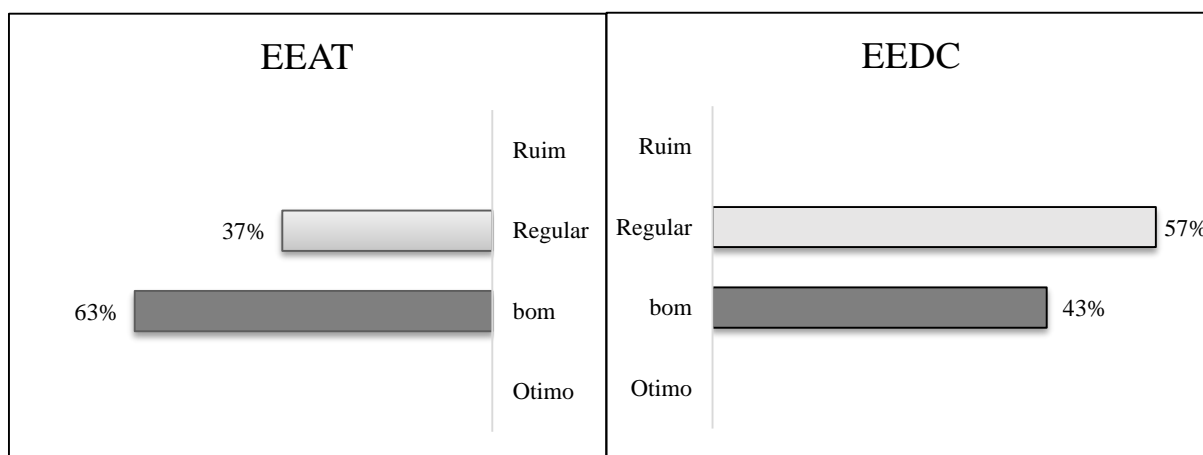 EEAT
Ruim
37% Regular
63% bom
Otimo
EEDC
Ruim
Regular 57%
bom 43%
Otimo